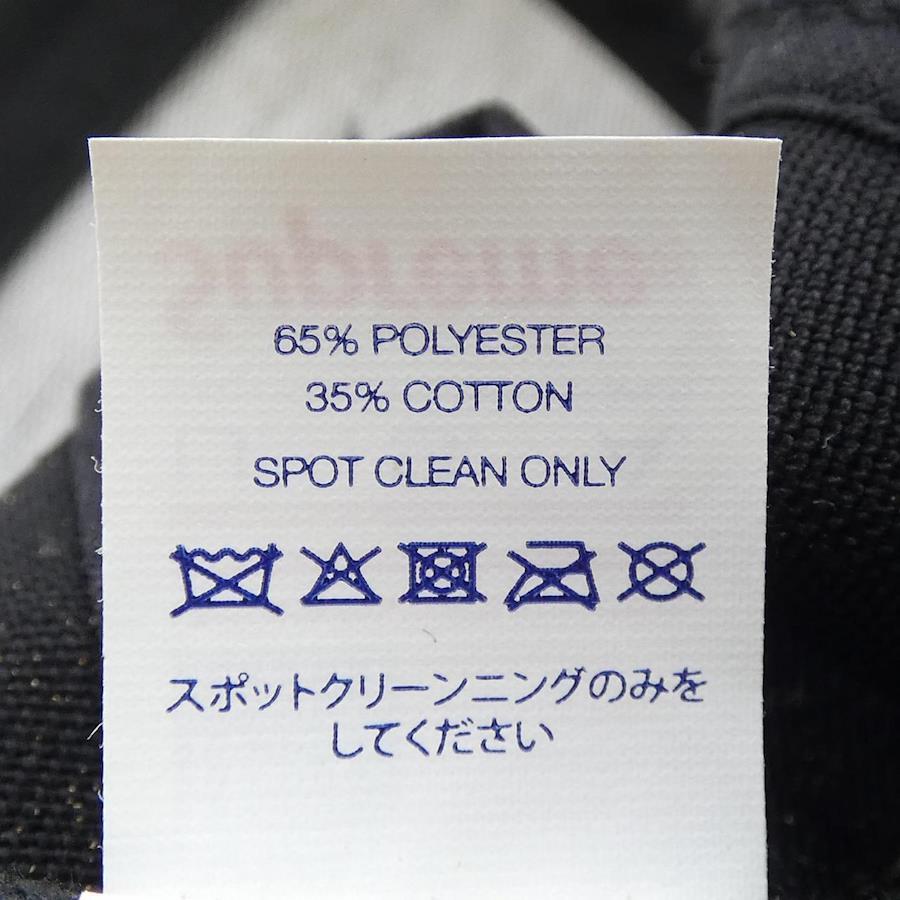 65% POLYESTER
35% COTTON
SPOT CLEAN ONLY
スポットクリーンニングのみを
してください